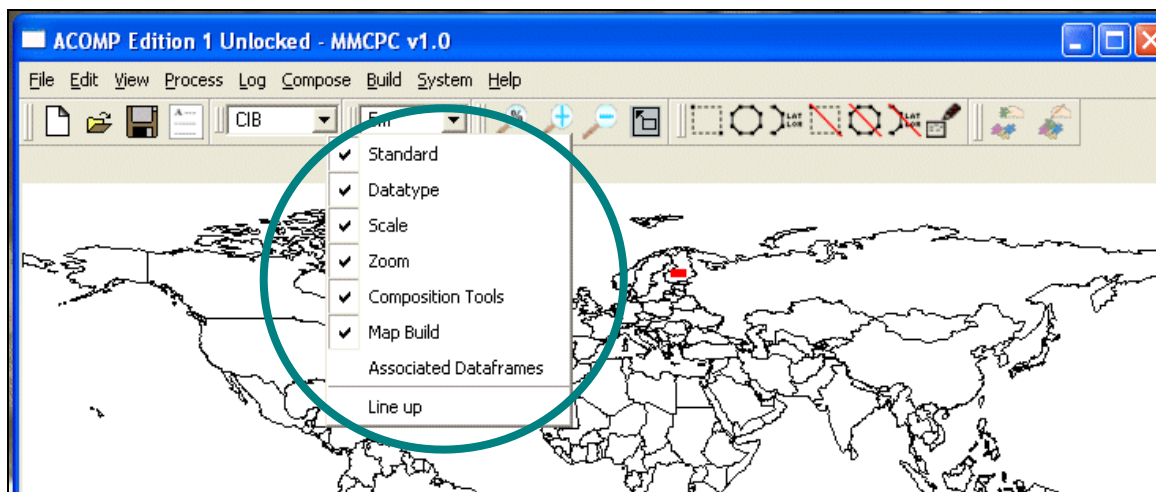 ACOMP Edition 1 Unlocked - MMCPC v1.0
File Edit View Process Log Compose Build System Help
CIB
Standard
Datatype
Scale
Zoom
Composition Tools
Map Build
Associated Dataframes
Line up